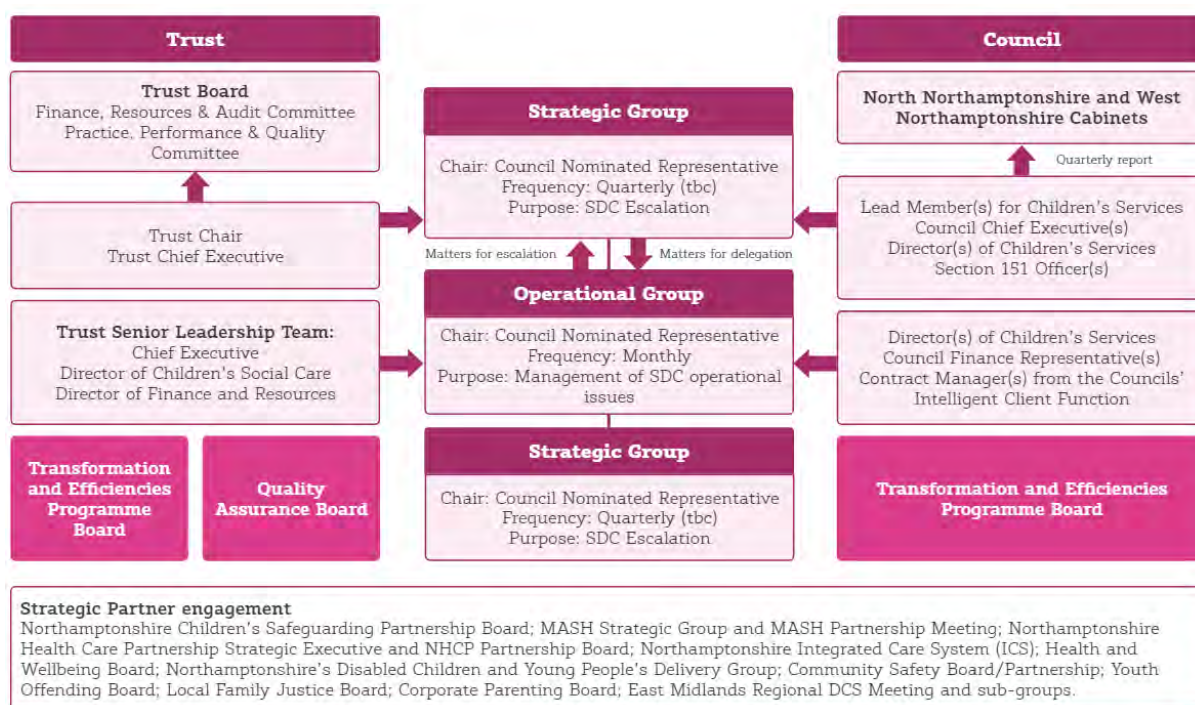 Trust
Trust Board
Finance, Resources & Audit Committee
Practice, Performance & Quality
Committee
Trust Chair
Trust Chief Executive
Trust Senior Leadership Team:
Chief Executive
Director of Children's Social Care
Director of Finance and Resources
Transformation
and Efficiencies
Programme
Board
Quality
Assurance Board
Strategic Group
Chair: Council Nominated Representative
Frequency: Quarterly (tbc)
Purpose: SDC Escalation
Matters for escalation
Matters for delegation
Operational Group
Chair: Council Nominated Representative
Frequency: Monthly
Purpose: Management of SDC operational
issues
Strategic Group
Chair: Council Nominated Representative
Frequency: Quarterly (tbc)
Purpose: SDC Escalation
Council
North Northamptonshire and West
Northamptonshire Cabinets
Quarterly report
Lead Member(s) for Children's Services
Council Chief Executive(s)
Director(s) of Children's Services
Section 151 Officer(s)
Director(s) of Children's Services
Council Finance Representative(s)
Contract Manager(s) from the Councils'
Intelligent Client Function
Transformation and Efficiencies
Programme Board
Strategic Partner engagement
Northamptonshire Children's Safeguarding Partnership Board; MASH Strategic Group and MASH Partnership Meeting; Northamptonshire
Health Care Partnership Strategic Executive and NHCP Partnership Board; Northamptonshire Integrated Care System (ICS); Health and
Wellbeing Board; Northamptonshire's Disabled Children and Young People's Delivery Group; Community Safety Board/Partnership; Youth
Offending Board; Local Family Justice Board; Corporate Parenting Board; East Midlands Regional DCS Meeting and sub-groups.